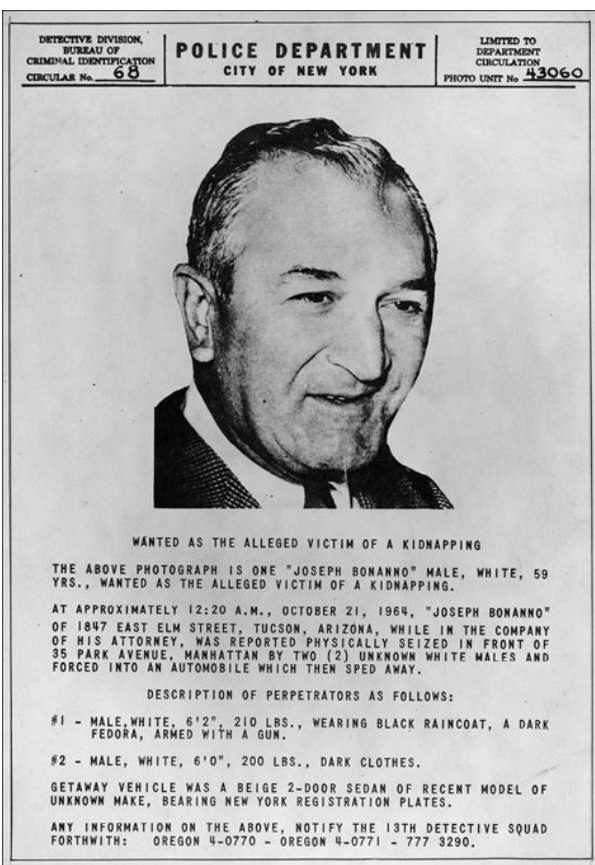 DETECTIVE DIVISION,
BUREAU OF
CRIMINAL IDENTIFICATION
CIRCULAR No. 68
POLICE DEPARTMENT
CITY OF NEW YORK
LIMITED TO
DEPARTMENT
CIRCULATION
PHOTO UNIT No 43060
WANTED AS THE ALLEGED VICTIM OF A KIDNAPPING
THE ABOVE PHOTOGRAPH IS ONE "JOSEPH BONANNO" MALE, WHITE, 59
YRS., WANTED AS THE ALLEGED VICTIM OF A KIDNAPPING.
AT APPROXIMATELY 12:20 A.M., OCTOBER 21, 1964, "JOSEPH BONANNO"
OF 1847 EAST ELM STREET, TUCSON, ARIZONA, WHILE IN THE COMPANY
OF HIS ATTORNEY, WAS REPORTED PHYSICALLY SEIZED IN FRONT OF
35 PARK AVENUE, MANHATTAN BY TWO (2) UNKNOWN WHITE MALES AND
FORCED INTO AN AUTOMOBILE WHICH THEN SPED AWAY.
DESCRIPTION OF PERPETRATORS AS FOLLOWS:
#1 - MALE,WHITE, 6'2", 210 LBS., WEARING BLACK RAINCOAT, A DARK
FEDORA, ARMED WITH A GUN.
#2 - MALE, WHITE, 6'0", 200 LBS., DARK CLOTHES.
GETAWAY VEHICLE WAS A BEIGE 2-DOOR SEDAN OF RECENT MODEL OF
UNKNOWN MAKE, BEARING NEW YORK REGISTRATION PLATES.
ANY INFORMATION ON THE ABOVE, NOTIFY THE 13TH DETECTIVE SQUAD
FORTHWITH: OREGON 4-0770 - OREGON 4-0771 - 777 3290.